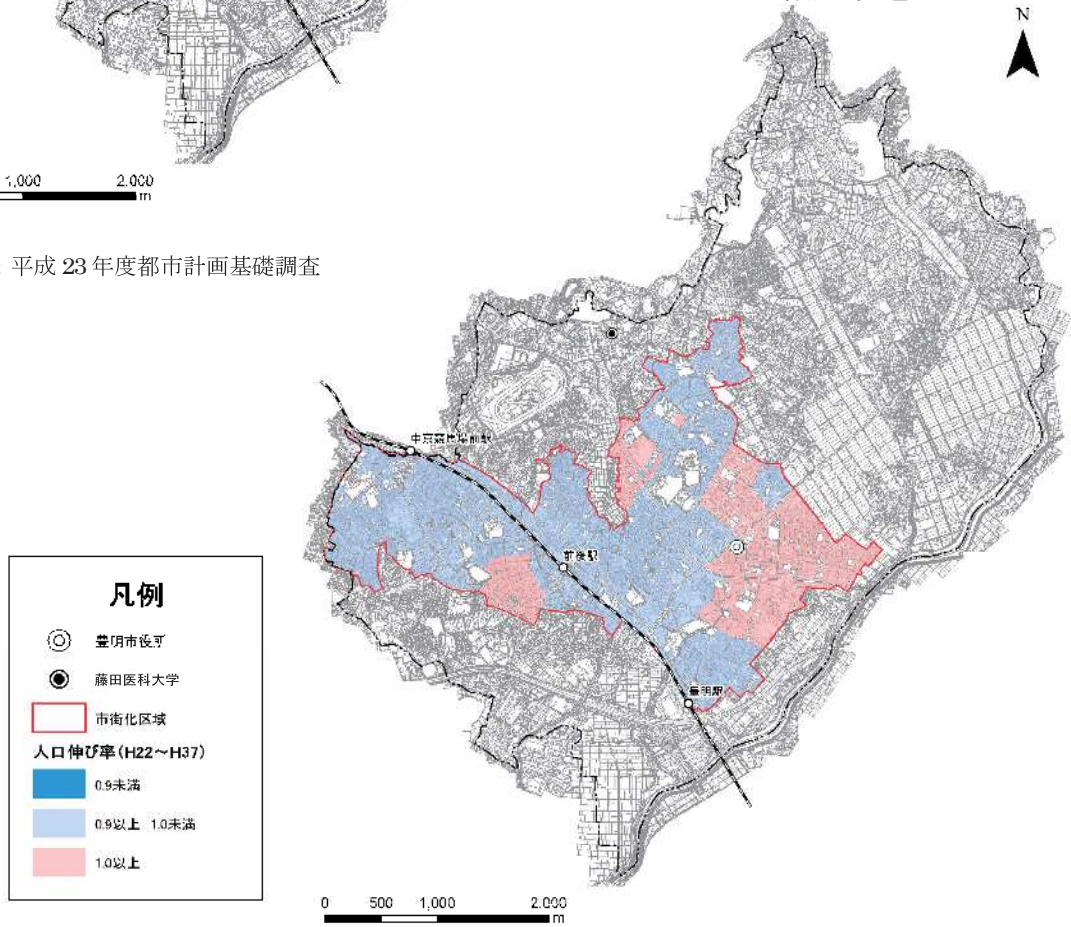 N
1,000 2,000
m
平成 23 年度都市計画基礎調査
中京競馬場前駅
前後駅
豊明駅
凡例
豊明市役所
藤田医科大学
市街化区域
人口伸び率(H22～H37)
0.9未満
0.9以上 1.0未満
1.0以上
0 500 1,000 2,000
m